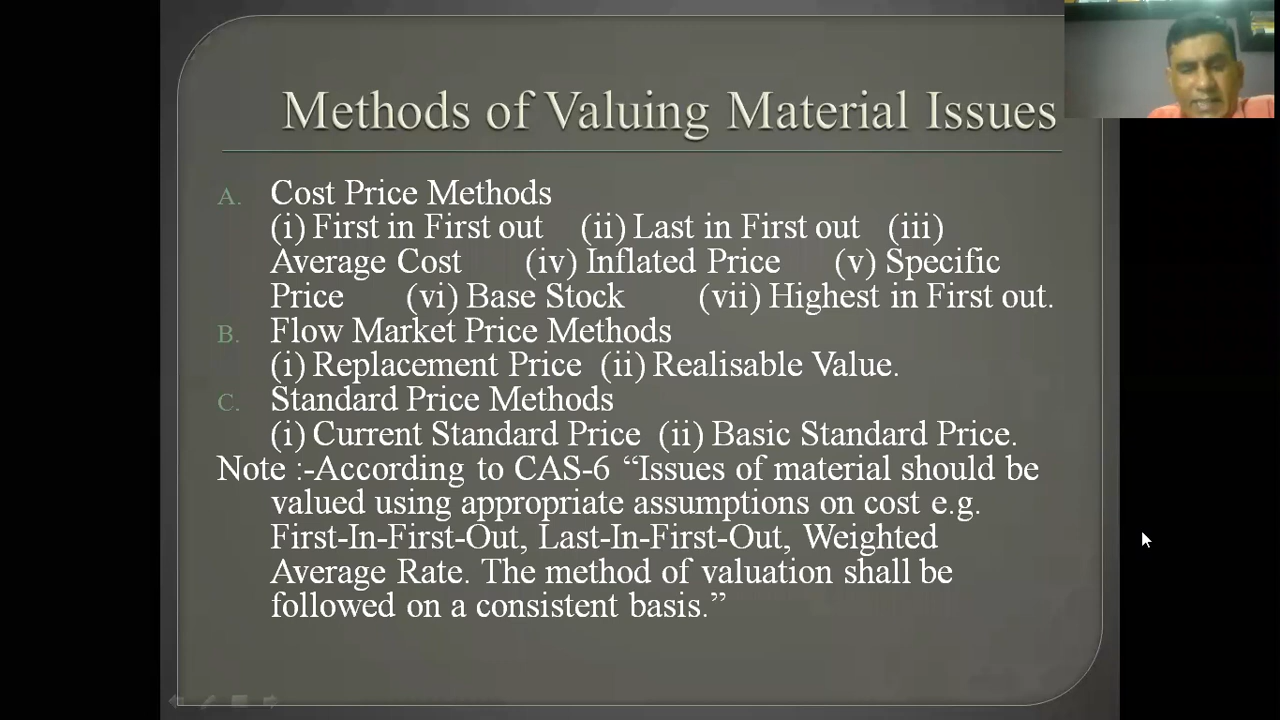 Methods of Valuing Material Issues
A. Cost Price Methods
(i) First in First out (ii) Last in First out (iii)
Average Cost (iv) Inflated Price (v) Specific
Price (vi) Base Stock (vii) Highest in First out.
B. Flow Market Price Methods
(i) Replacement Price (ii) Realisable Value.
C. Standard Price Methods
(i) Current Standard Price (ii) Basic Standard Price.
Note :-According to CAS-6 “Issues of material should be
valued using appropriate assumptions on cost e.g.
First-In-First-Out, Last-In-First-Out, Weighted
Average Rate. The method of valuation shall be
followed on a consistent basis.”